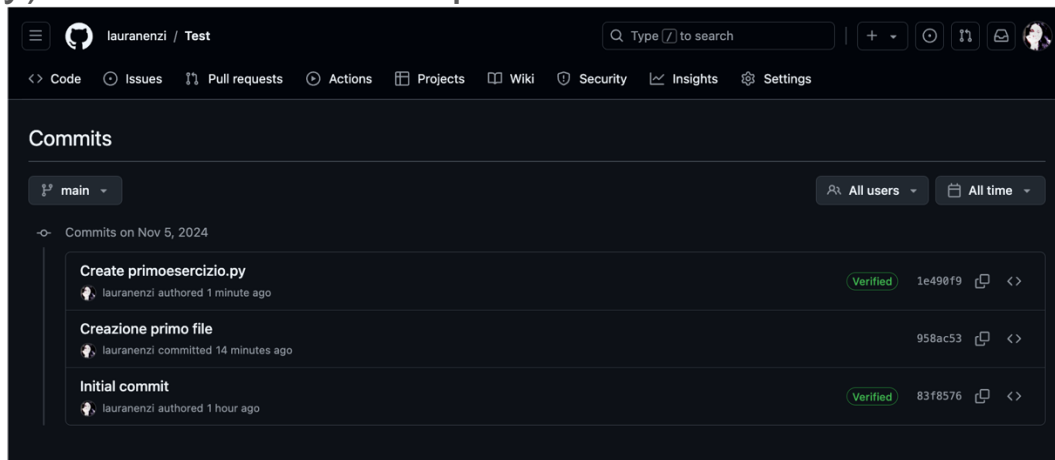 lauranenzi / Test
Type / to search
Code Issues Pull requests Actions Projects Wiki Security Insights Settings
Commits
main All users All time
Commits on Nov 5, 2024
Create primoesercizio.py
lauranenzi authored 1 minute ago
Verified 1e490f9
Creazione primo file
lauranenzi committed 14 minutes ago
958ac53
Initial commit
lauranenzi authored 1 hour ago
Verified 83f8576